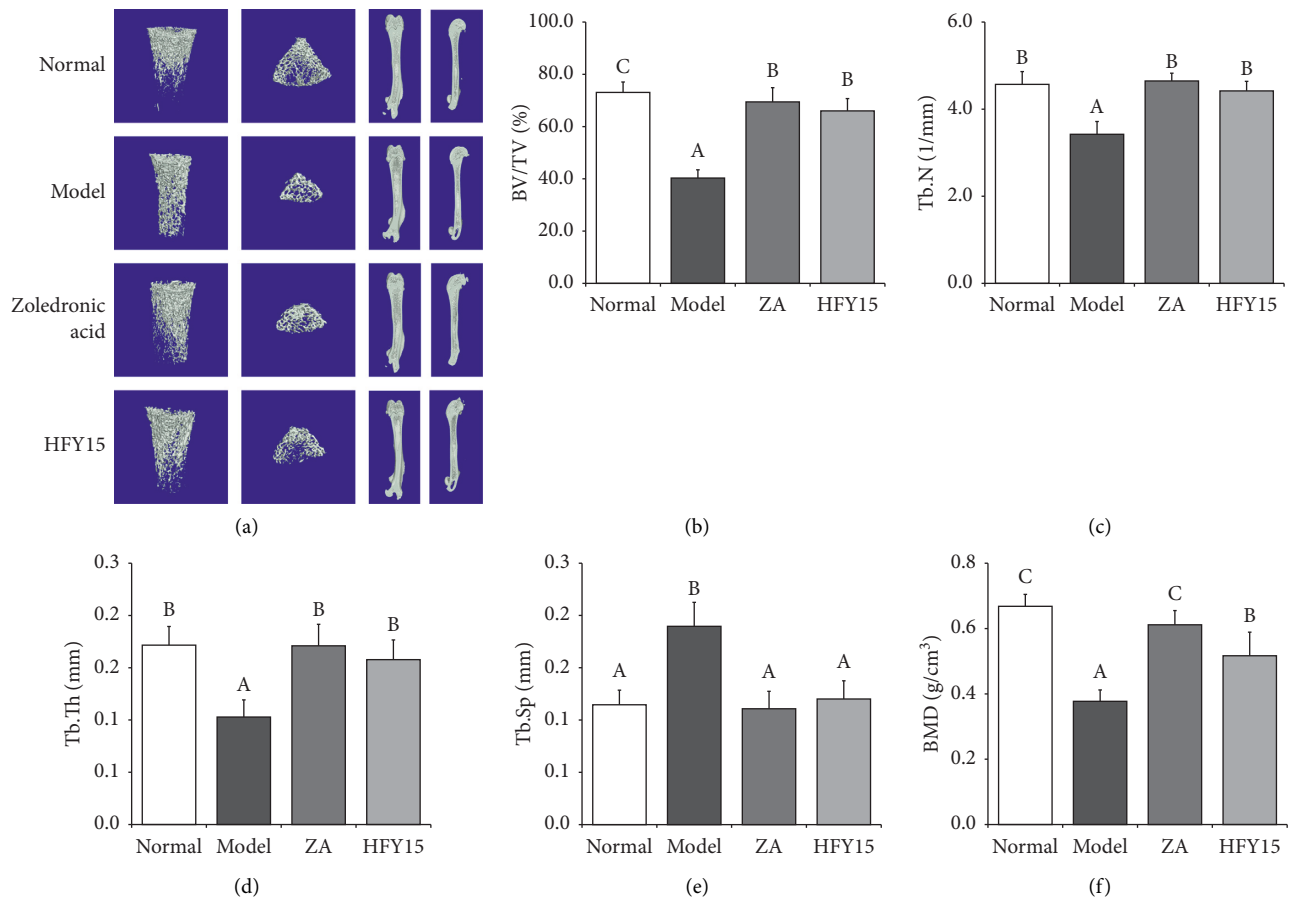 Normal
Model
Zoledronic
acid
HFY15
(a)
100.0
80.0
60.0
40.0
20.0
0.0
BV/TV (%)
C
A
B
B
Normal Model ZA HFY15
(b)
6.0
4.0
2.0
0.0
Tb.N (1/mm)
B
A
B
B
Normal Model ZA HFY15
(c)
0.3
0.2
0.2
0.1
0.1
0.0
Tb.Th (mm)
B
A
B
B
Normal Model ZA HFY15
(d)
0.3
0.2
0.2
0.1
0.1
0.0
Tb.Sp (mm)
A
B
A
A
Normal Model ZA HFY15
(e)
0.8
0.6
0.4
0.2
0.0
BMD (g/cm³)
C
A
C
B
Normal Model ZA HFY15
(f)